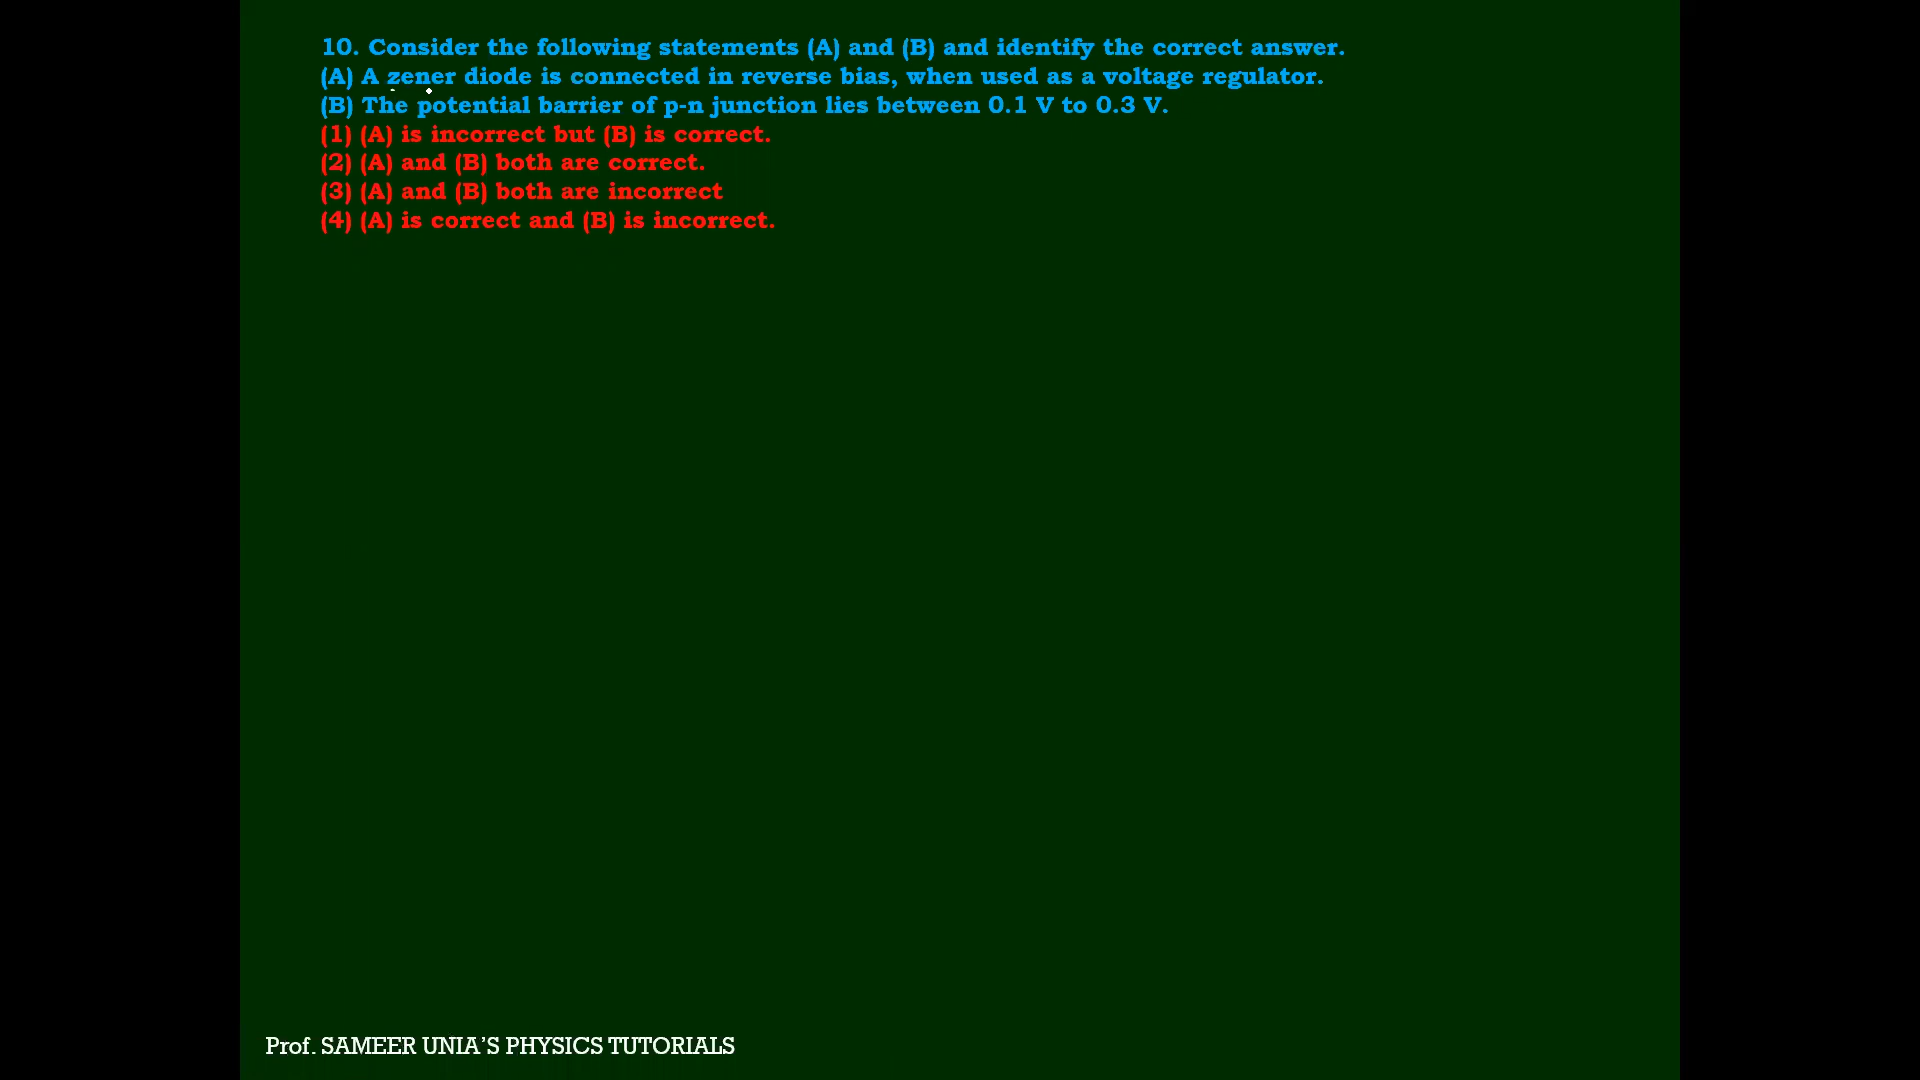 10. Consider the following statements (A) and (B) and identify the correct answer.
(A) A zener diode is connected in reverse bias, when used as a voltage regulator.
(B) The potential barrier of p-n junction lies between 0.1 V to 0.3 V.
(1) (A) is incorrect but (B) is correct.
(2) (A) and (B) both are correct.
(3) (A) and (B) both are incorrect
(4) (A) is correct and (B) is incorrect.
Prof. SAMEER UNIA’S PHYSICS TUTORIALS